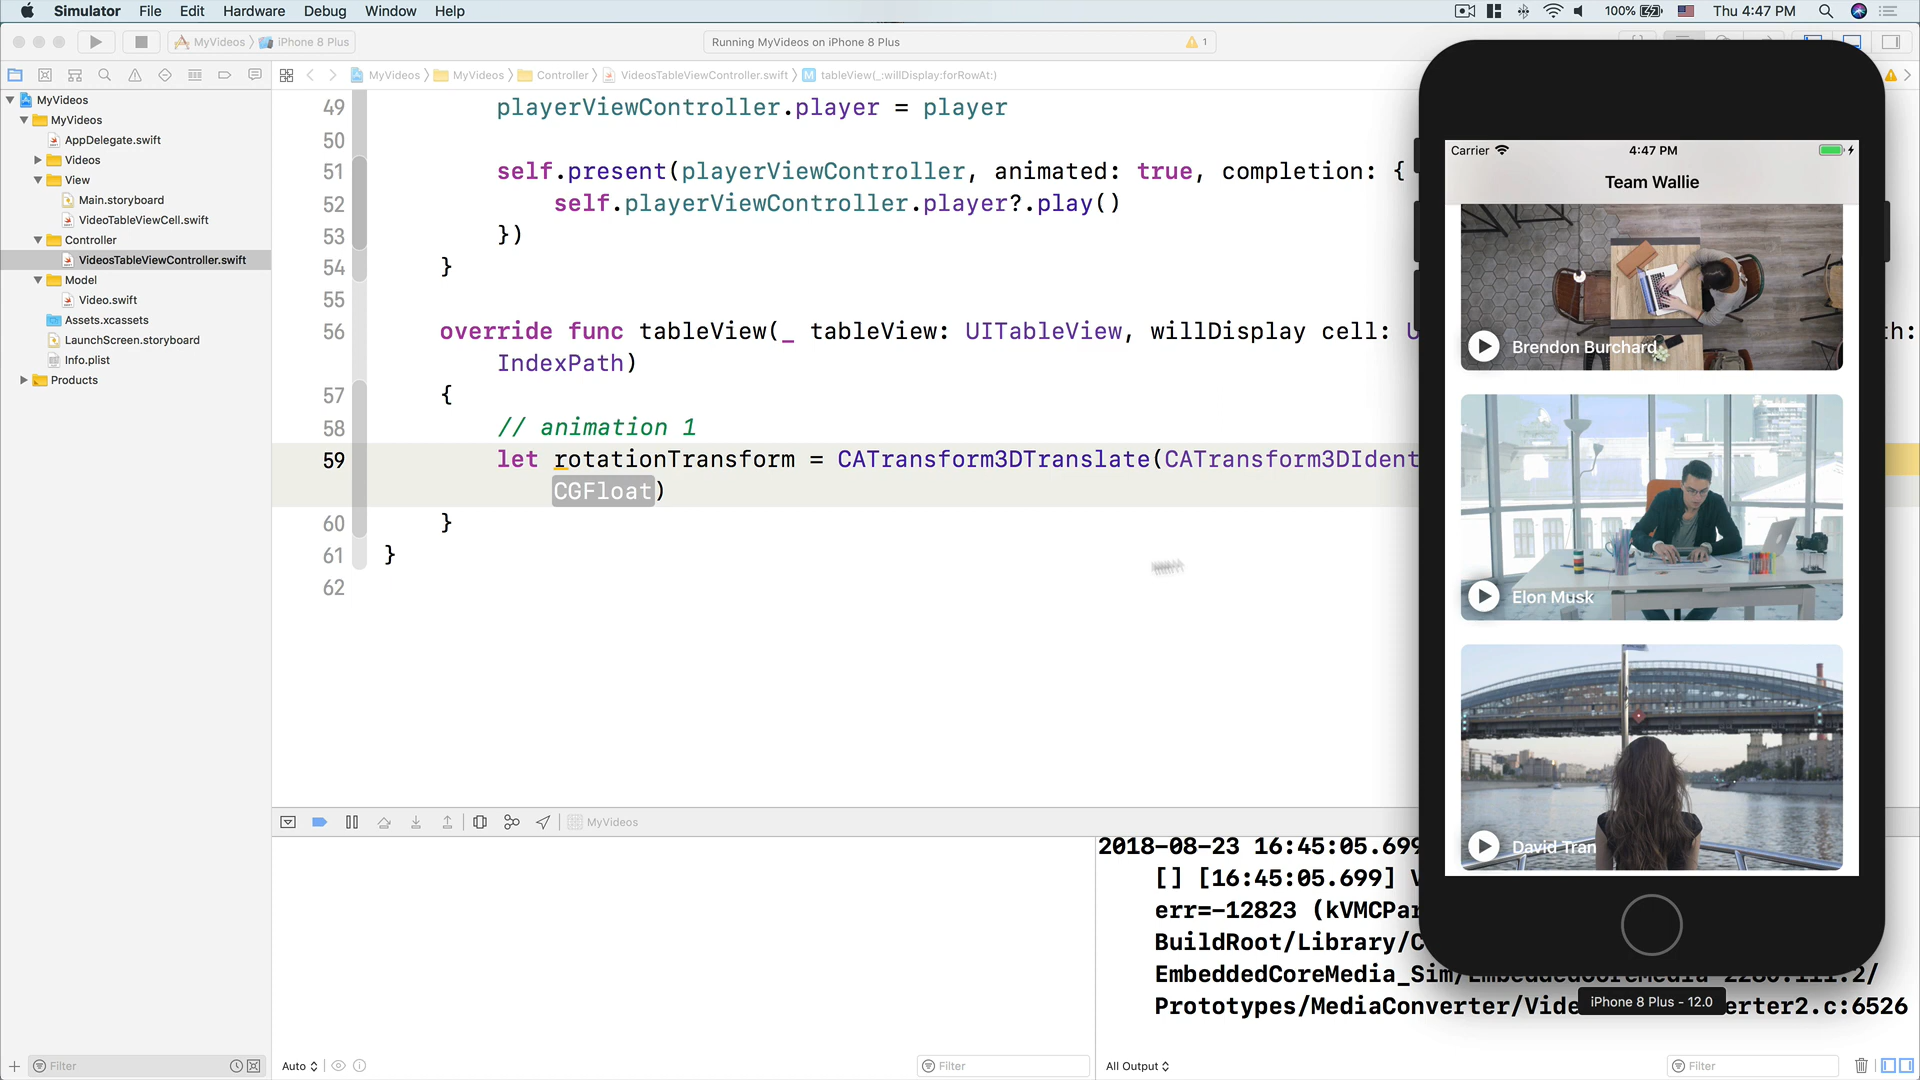 Simulator File Edit Hardware Debug Window Help
100% Thu 4:47 PM
MyVideos iPhone 8 Plus
Running MyVideos on iPhone 8 Plus
1
MyVideos MyVideos Controller VideosTableViewController.swift M tableView(_:willDisplay:forRowAt:)
MyVideos
MyVideos
AppDelegate.swift
Videos
View
Main.storyboard
VideoTableViewCell.swift
Controller
VideosTableViewController.swift
Model
Video.swift
Assets.xcassets
LaunchScreen.storyboard
Info.plist
Products
49 playerViewController.player = player
50
51 self.present(playerViewController, animated: true, completion: {
52 self.playerViewController.player?.play()
53 })
54 }
55
56 override func tableView(_ tableView: UITableView, willDisplay cell: U
th:
IndexPath)
57 {
58 // animation 1
59 let rotationTransform = CATransform3DTranslate(CATransform3DIdent
CGFloat)
60 }
61 }
62
Carrier 4:47 PM
Team Wallie
Brendon Burchard
Elon Musk
David Tran
iPhone 8 Plus - 12.0
MyVideos
2018-08-23 16:45:05.699
[] [16:45:05.699] V
err=-12823 (kVMCPar
BuildRoot/Library/C
EmbeddedCoreMedia_Sim/EmbeddedCoreMedia-2280.111.2/
Prototypes/MediaConverter/Vide erter2.c:6526
Filter
Auto
Filter
All Output
Filter